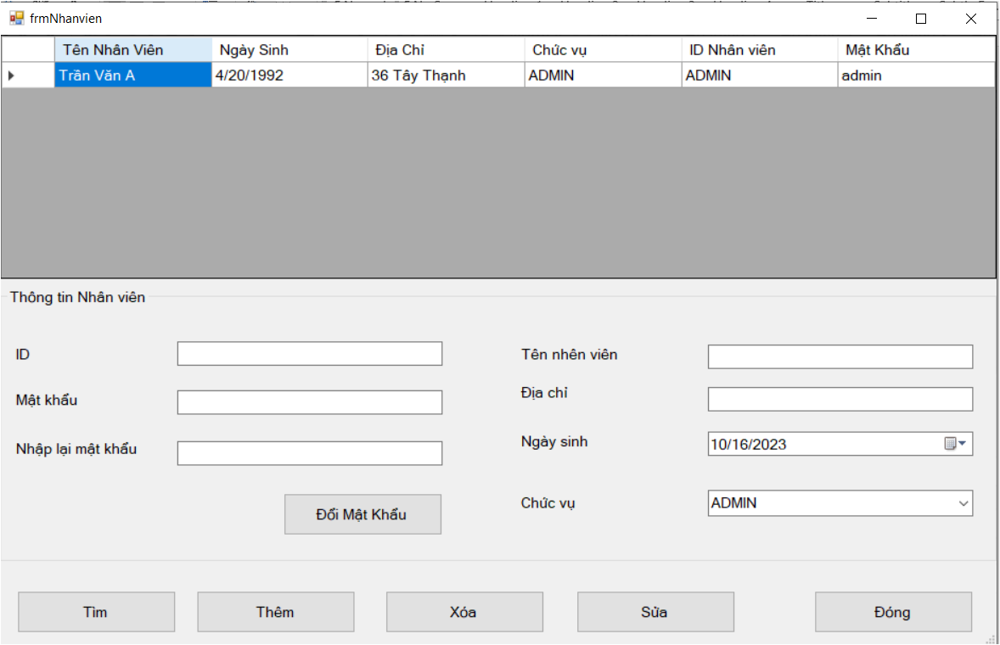 frmNhanvien
Tên Nhân Viên Ngày Sinh Địa Chỉ Chức vụ ID Nhân viên Mật Khẩu
Trần Văn A 4/20/1992 36 Tây Thạnh ADMIN ADMIN admin
Thông tin Nhân viên
ID Tên nhên viên
Mật khẩu Địa chỉ
Nhập lại mật khẩu Ngày sinh 10/16/2023
Đổi Mật Khẩu Chức vụ ADMIN
Tìm Thêm Xóa Sửa Đóng